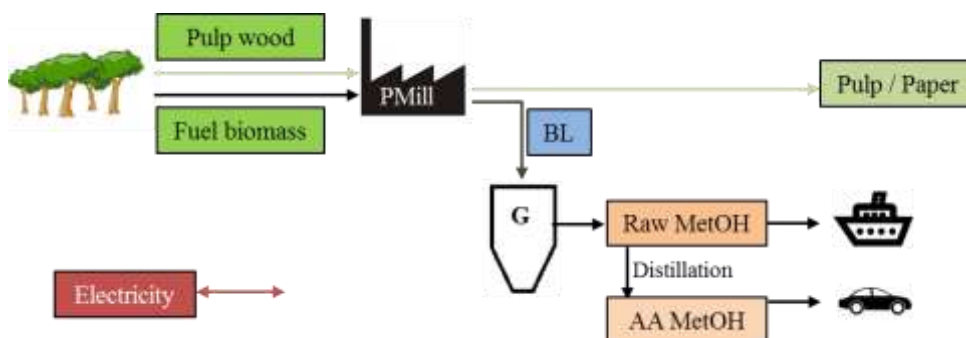 Pulp wood
PMill
Pulp / Paper
Fuel biomass
BL
G
Raw MetOH
Distillation
Electricity
AA MetOH